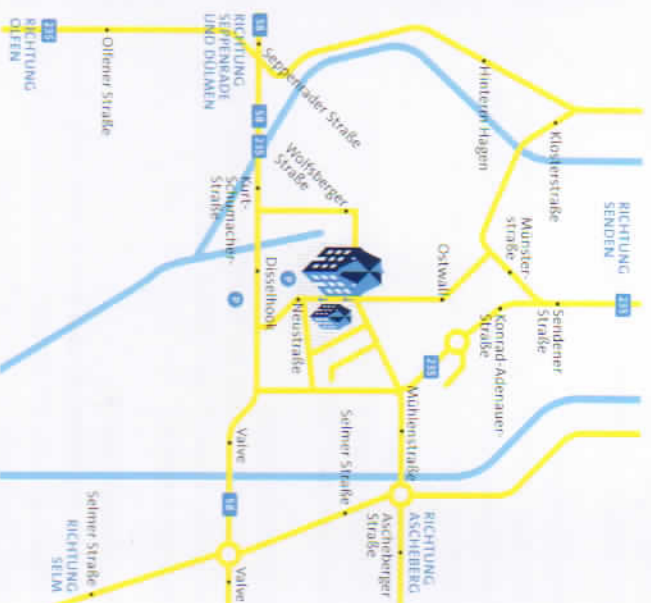 RICHTUNG
SENDEN
235
Sendener
Straße
Münster-
straße
Klosterstraße
Hinterm Hagen
Konrad-Adenauer-
Straße
235
Ostwall
Mühlenstraße
RICHTUNG
ASCHEBERG
Ascheberger
Straße
Selmer Straße
Wolfsberger
Straße
Neustraße
Disselhook
P
P
Kurt-
Schumacher-
Straße
Seppenrader Straße
58
58
235
RICHTUNG
SEPPENRADE
UND DÜLMEN
Valve
58
Valve
Olfener Straße
235
RICHTUNG
OLFEN
Selmer Straße
RICHTUNG
SELM